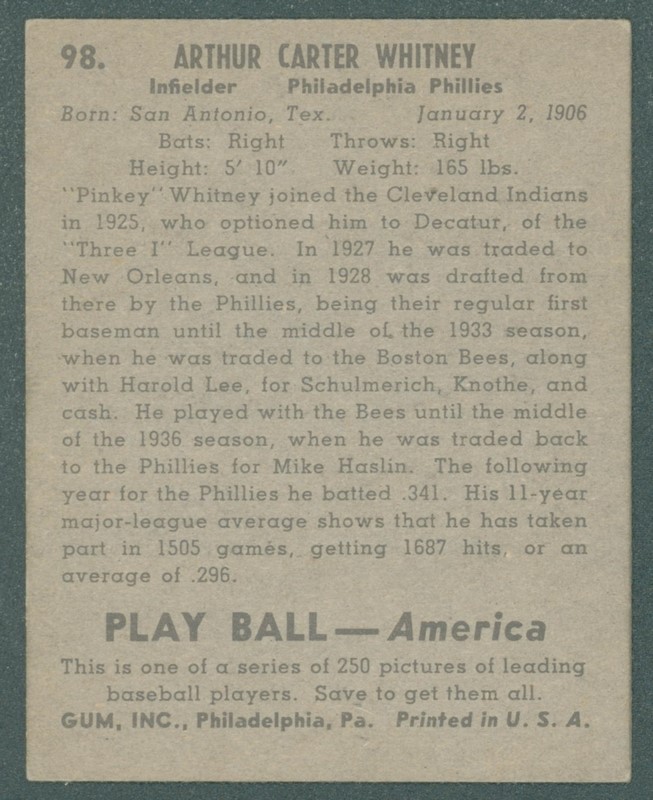 98. ARTHUR CARTER WHITNEY
Infielder Philadelphia Phillies
Born: San Antonio, Tex. January 2, 1906
Bats: Right Throws: Right
Height: 5′ 10″ Weight: 165 lbs.
"Pinkey" Whitney joined the Cleveland Indians
in 1925, who optioned him to Decatur, of the
"Three I" League. In 1927 he was traded to
New Orleans, and in 1928 was drafted from
there by the Phillies, being their regular first
baseman until the middle of the 1933 season,
when he was traded to the Boston Bees, along
with Harold Lee, for Schulmerich, Knothe, and
cash. He played with the Bees until the middle
of the 1936 season, when he was traded back
to the Phillies for Mike Haslin. The following
year for the Phillies he batted .341. His 11-year
major-league average shows that he has taken
part in 1505 games, getting 1687 hits, or an
average of .296.
PLAY BALL — America
This is one of a series of 250 pictures of leading
baseball players. Save to get them all.
GUM, INC., Philadelphia, Pa. Printed in U. S. A.